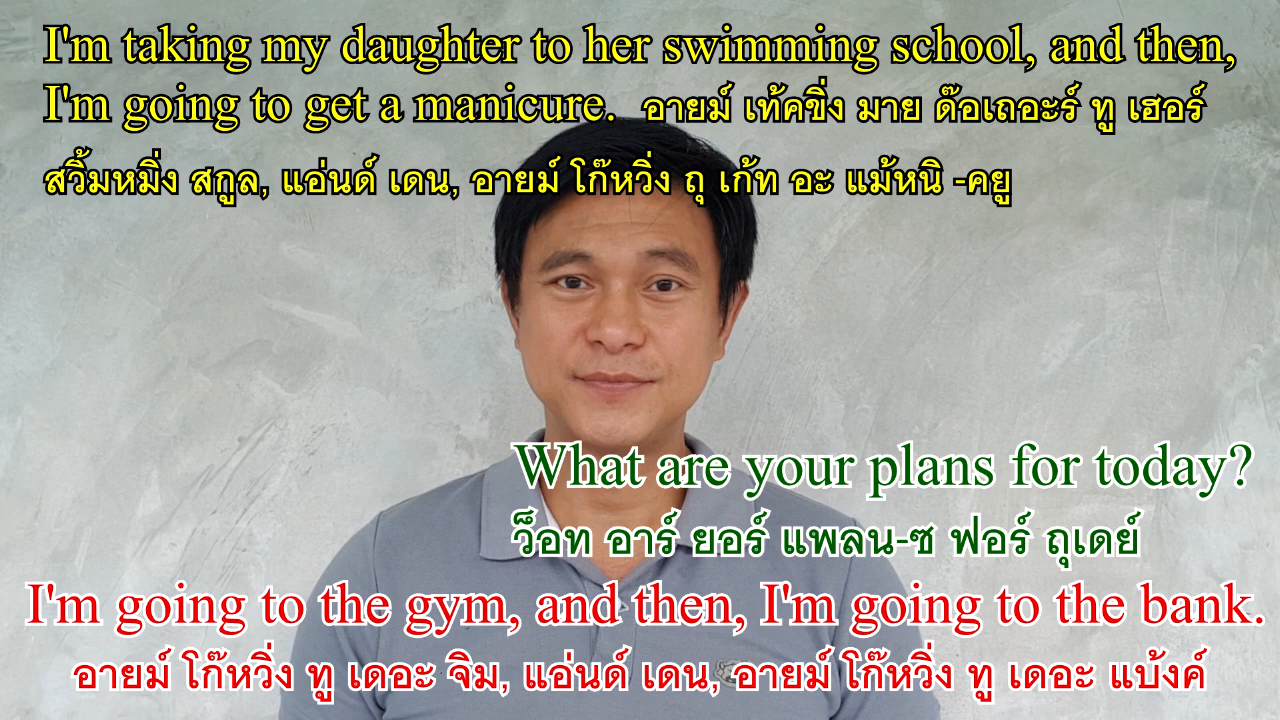 I'm taking my daughter to her swimming school, and then,
I'm going to get a manicure. อายม์ เท้คขิ่ง มาย ด๊อเถอะร์ ทู เฮอร์
สวิ้มหมิ่ง สกูล, แอ่นด์ เดน, อายม์ โก๊หวิ่ง ถุ เก้ท อะ แม้หนิ -คยู
What are your plans for today?
ว็อท อาร์ ยอร์ แพลน-ซ ฟอร์ ถุเดย์
I'm going to the gym, and then, I'm going to the bank.
อายม์ โก๊หวิ่ง ทู เดอะ จิม, แอ่นด์ เดน, อายม์ โก๊หวิ่ง ทู เดอะ แบ้งค์